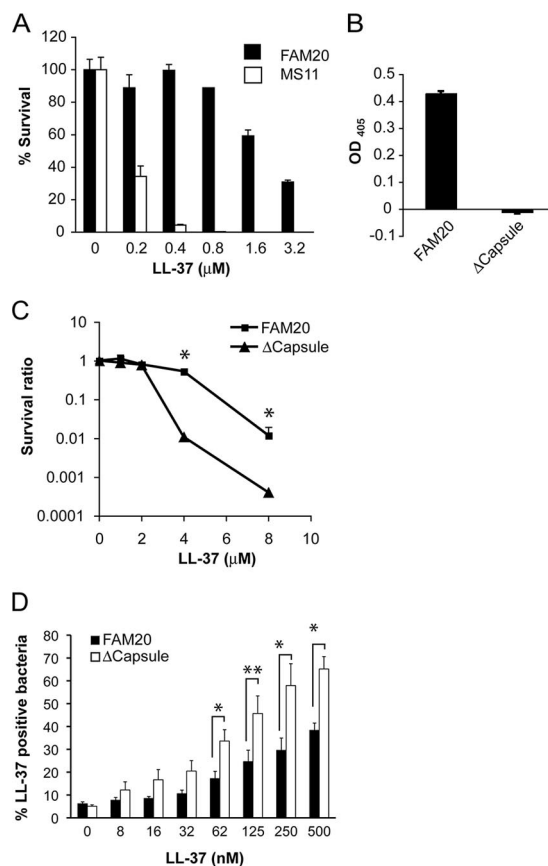 A
FAM20
MS11
% Survival
120
100
80
60
40
20
0
0 0.2 0.4 0.8 1.6 3.2
LL-37 (μM)
B
OD 405
0.5
0.4
0.3
0.2
0.1
0
-0.1
FAM20
ΔCapsule
C
FAM20
ΔCapsule
Survival ratio
10
1
0.1
0.01
0.001
0.0001
*
*
0 2 4 6 8 10
LL-37 (μM)
D
FAM20
ΔCapsule
% LL-37 positive bacteria
80
70
60
50
40
30
20
10
0
*
**
*
*
0 8 16 32 62 125 250 500
LL-37 (nM)